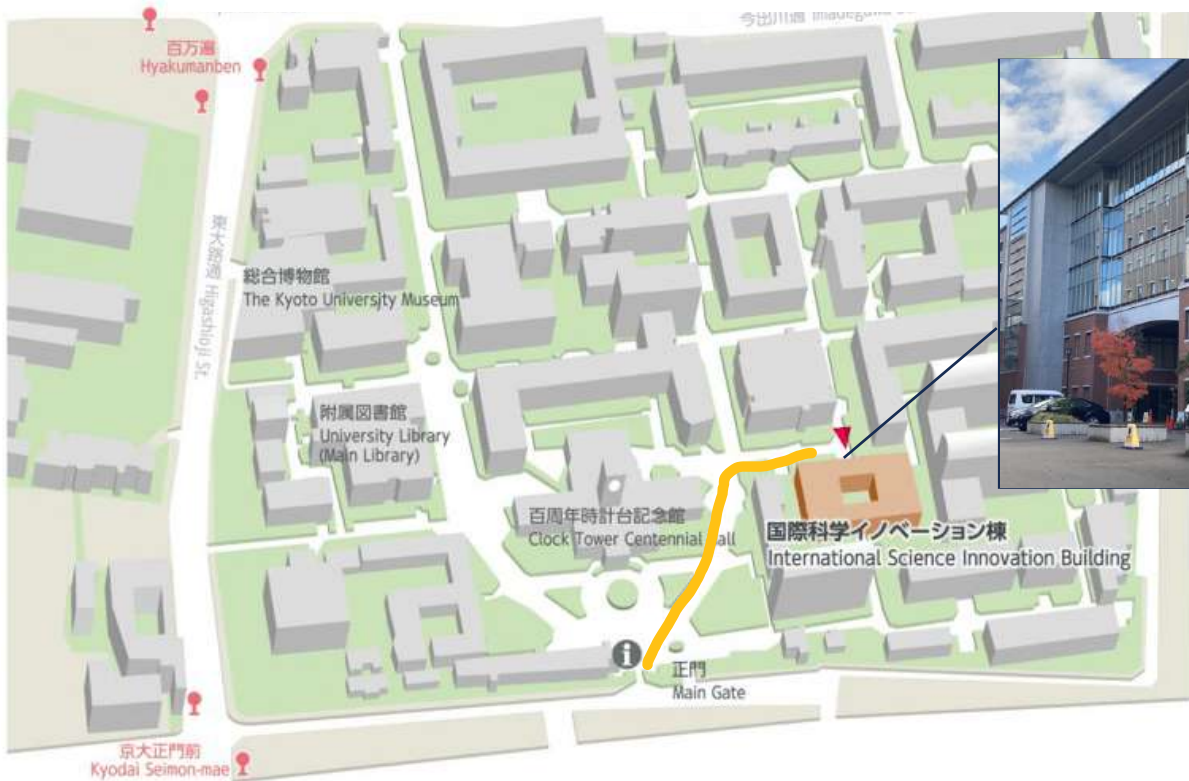 今出川通 Imadegawa
百万遍
Hyakumanben
東大路通 Higashioji St.
総合博物館
The Kyoto University Museum
附属図書館
University Library
(Main Library)
百周年時計台記念館
Clock Tower Centennial Hall
国際科学イノベーション棟
International Science Innovation Building
i
正門
Main Gate
京大正門前
Kyodai Seimon-mae